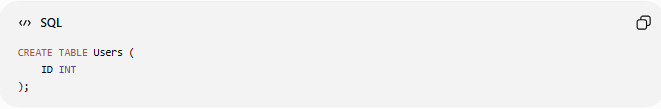 SQL
CREATE TABLE Users (
    ID INT
);